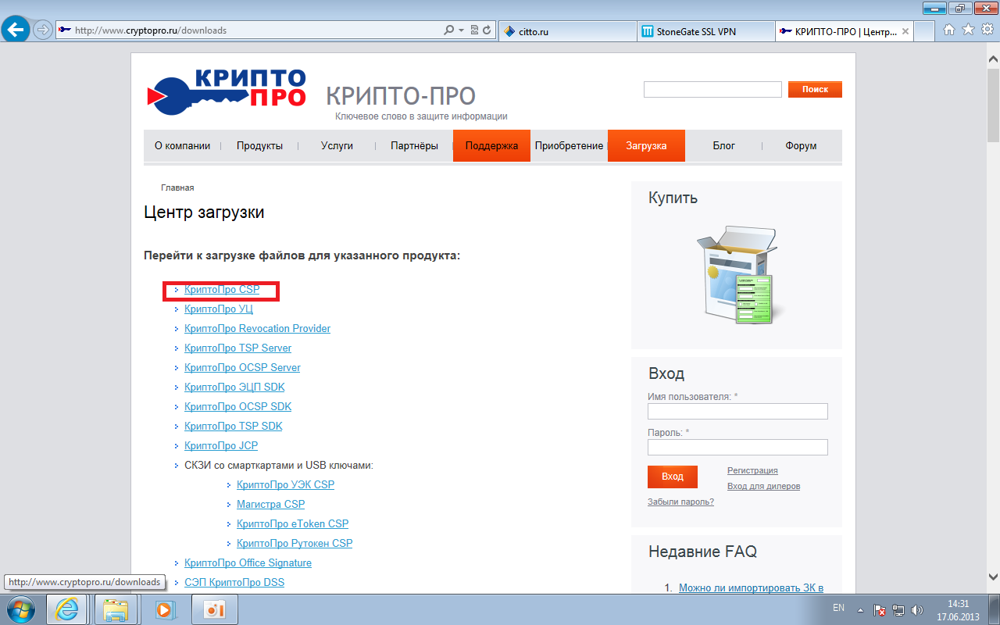 http://www.cryptopro.ru/downloads
citto.ru
StoneGate SSL VPN
КРИПТО-ПРО | Центр...
КРИПТО
ПРО
КРИПТО-ПРО
Ключевое слово в защите информации
Поиск
О компании
Продукты
Услуги
Партнёры
Поддержка
Приобретение
Загрузка
Блог
Форум
Главная
Центр загрузки
Перейти к загрузке файлов для указанного продукта:
КриптоПро CSP
КриптоПро УЦ
КриптоПро Revocation Provider
КриптоПро TSP Server
КриптоПро OCSP Server
КриптоПро ЭЦП SDK
КриптоПро OCSP SDK
КриптоПро TSP SDK
КриптоПро JCP
СКЗИ со смарткартами и USB ключами:
КриптоПро УЭК CSP
Магистра CSP
КриптоПро eToken CSP
КриптоПро Рутокен CSP
КриптоПро Office Signature
СЭП КриптоПро DSS
Купить
Вход
Имя пользователя: *
Пароль: *
Вход
Регистрация
Вход для дилеров
Забыли пароль?
Недавние FAQ
1. Можно ли импортировать ЗК в
http://www.cryptopro.ru/downloads
EN
14:31
17.06.2013